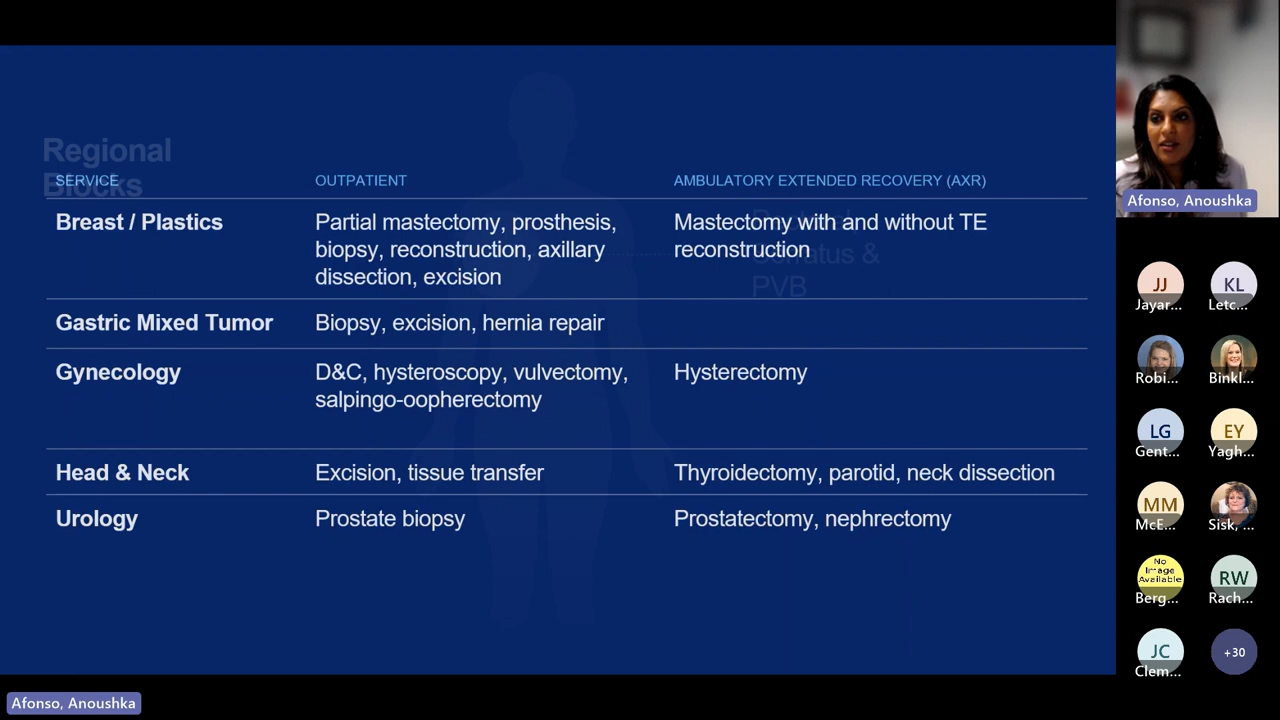 Regional
Blocks
SERVICE
OUTPATIENT
AMBULATORY EXTENDED RECOVERY (AXR)
Breast / Plastics
Partial mastectomy, prosthesis,
biopsy, reconstruction, axillary
dissection, excision
Mastectomy with and without TE
reconstruction
Serratus &
PVB
Gastric Mixed Tumor
Biopsy, excision, hernia repair
Gynecology
D&C, hysteroscopy, vulvectomy,
salpingo-oopherectomy
Hysterectomy
Head & Neck
Excision, tissue transfer
Thyroidectomy, parotid, neck dissection
Urology
Prostate biopsy
Prostatectomy, nephrectomy
Afonso, Anoushka
JJ
Jayar...
KL
Letc...
Robi...
Binkl...
LG
Gent...
EY
Yagh...
MM
McE...
Sisk, ...
No
Image
Available
Berg...
RW
Rach...
JC
Clem...
+30
Afonso, Anoushka